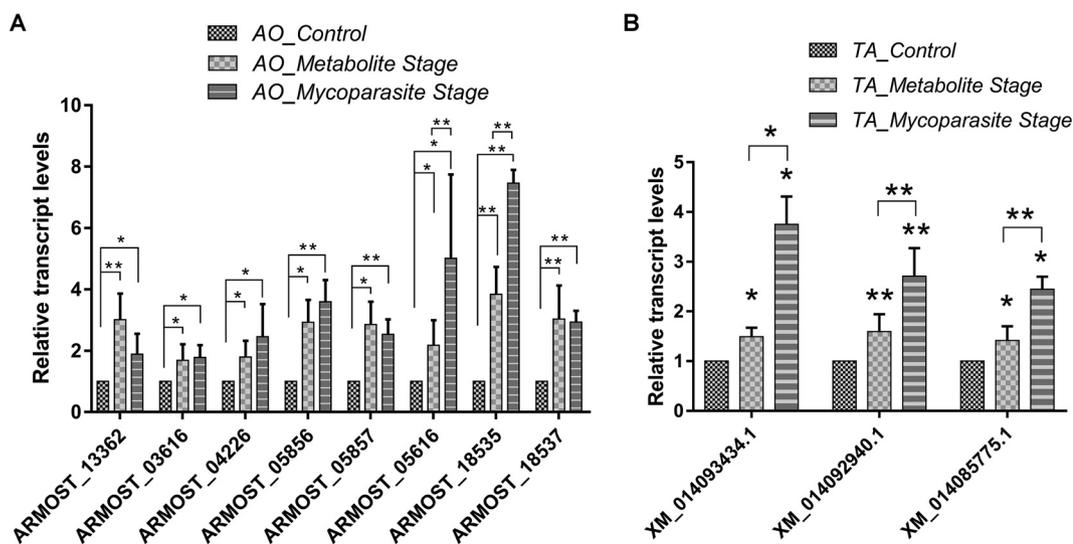 A
AO_Control
AO_Metabolite Stage
AO_Mycoparasite Stage
Relative transcript levels
10
8
6
4
2
0
* ** * * * * ** * ** * ** * * ** ** ** ** **
ARMOST_13362
ARMOST_03616
ARMOST_04226
ARMOST_05856
ARMOST_05857
ARMOST_05616
ARMOST_18535
ARMOST_18537
B
TA_Control
TA_Metabolite Stage
TA_Mycoparasite Stage
Relative transcript levels
5
4
3
2
1
0
* * * ** ** ** ** * *
XM_014093434.1
XM_014092940.1
XM_014085775.1